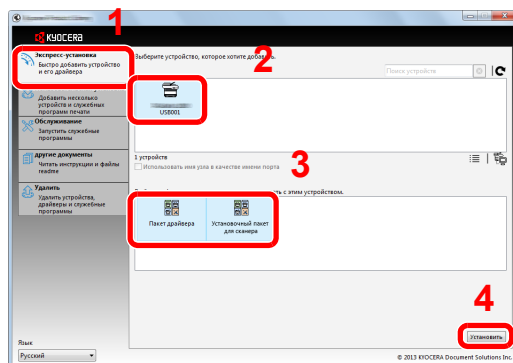 1
KYOCERA
Экспресс-установка
Быстро добавить устройство
и его драйвера
Добавить несколько
устройств и служебных
программ печати
Обслуживание
Запустить служебные
программы
другие документы
Читать инструкции и файлы
readme
Удалить
Удалить устройства,
драйверы и служебные
программы
Язык
Русский
2
Выберите устройство, которое хотите добавить.
Поиск устройств
USB001
1 устройств
Использовать имя узла в качестве имени порта
3
с этим устройством.
Пакет драйвера
Установочный пакет
для сканера
4
Установить
© 2013 KYOCERA Document Solutions Inc.